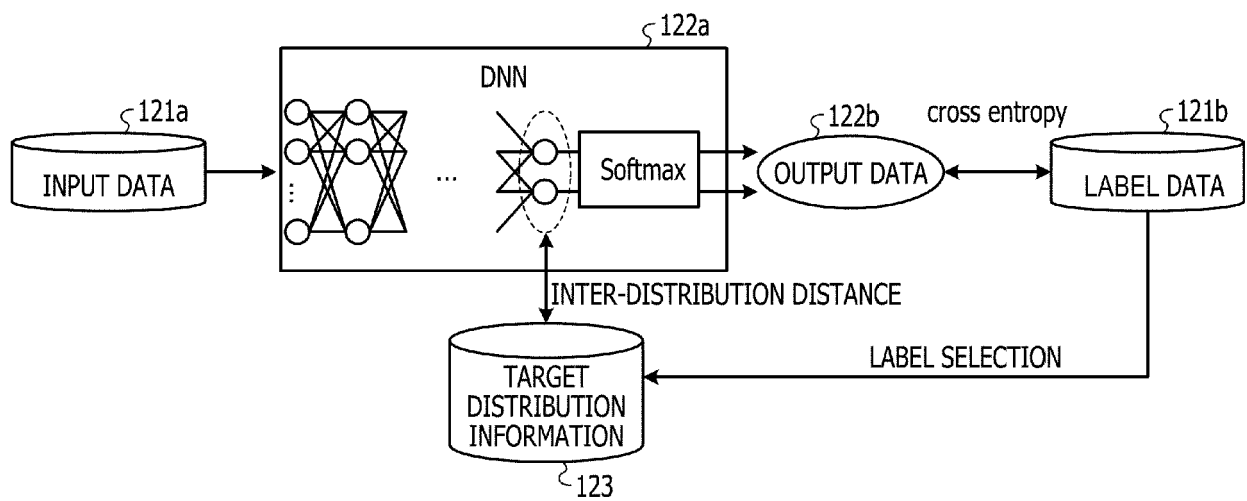 122a
DNN
121a
INPUT DATA
...
...
Softmax
122b
OUTPUT DATA
cross entropy
121b
LABEL DATA
INTER-DISTRIBUTION DISTANCE
LABEL SELECTION
TARGET
DISTRIBUTION
INFORMATION
123